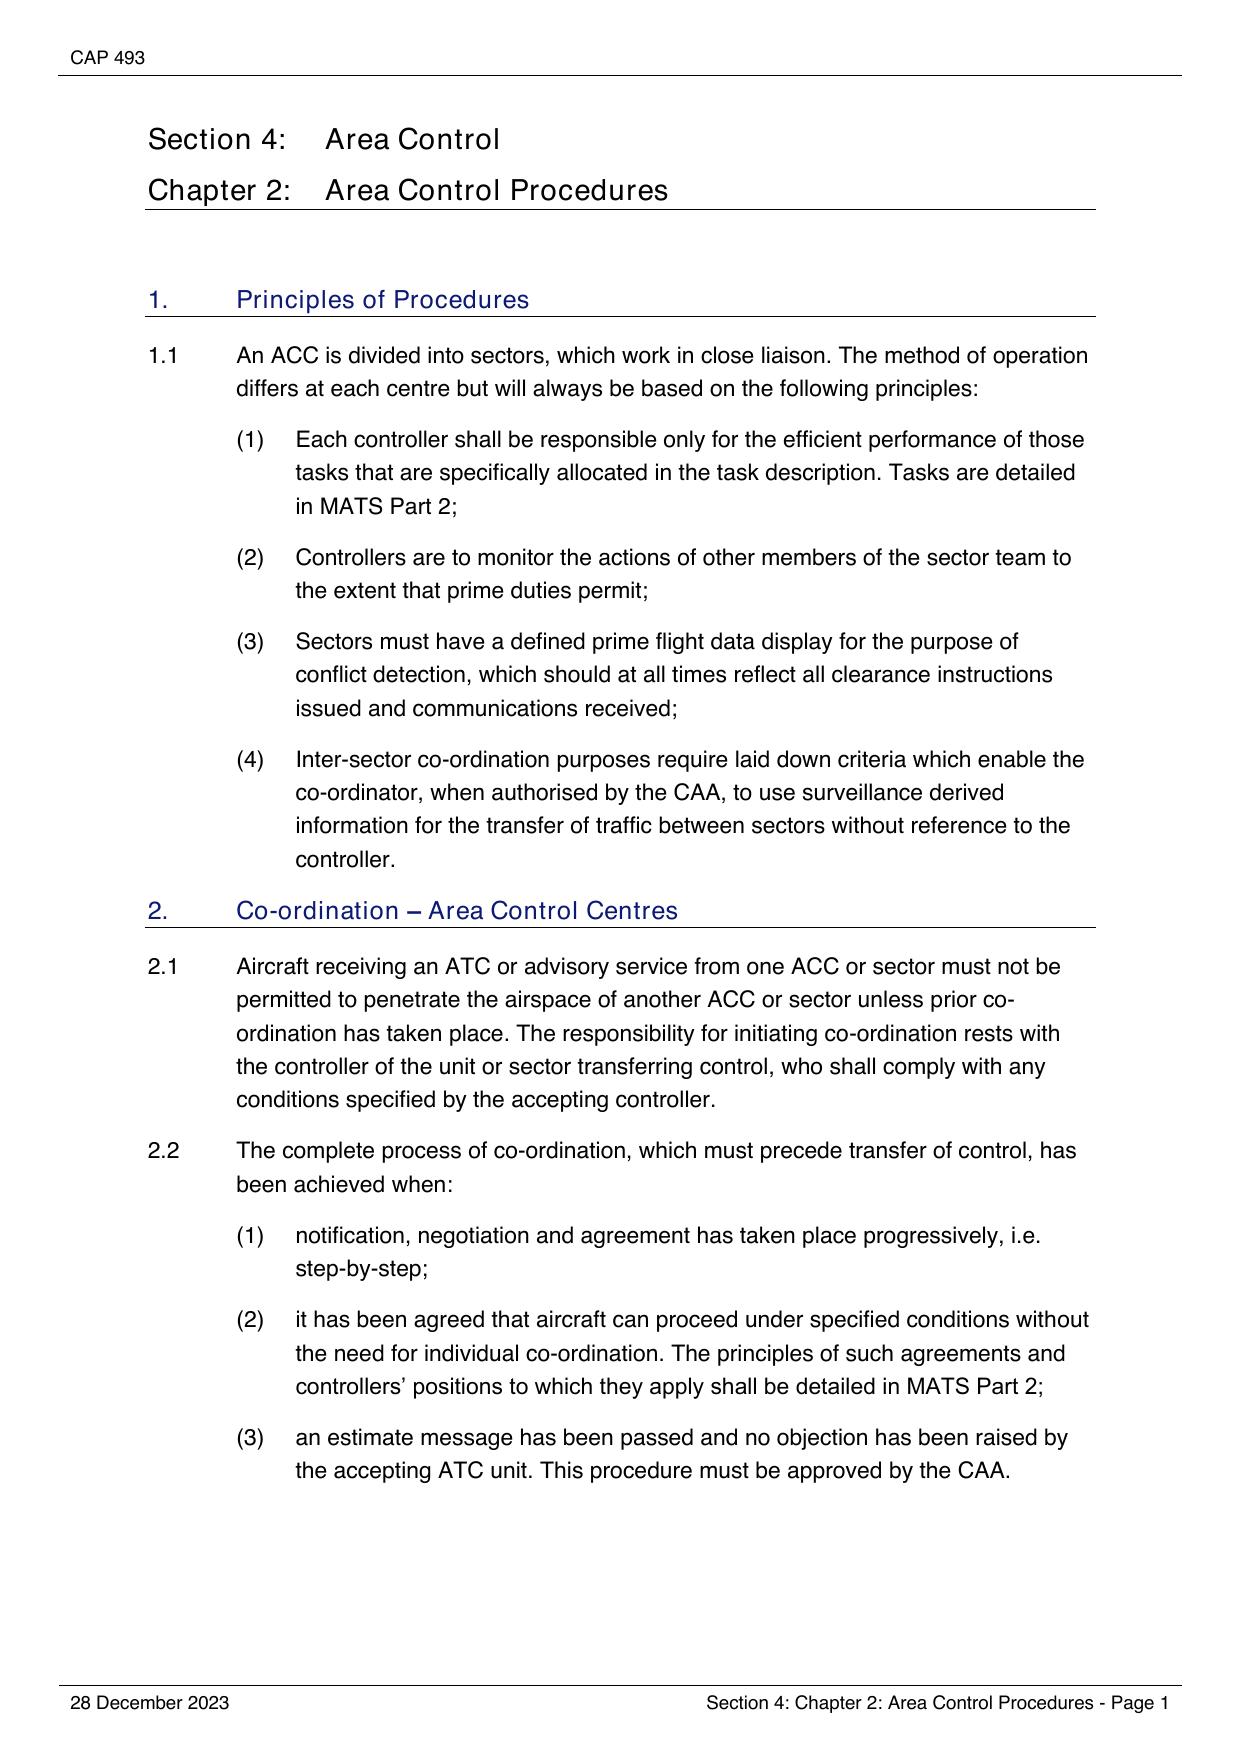 CAP 493
Section 4: Area Control
Chapter 2: Area Control Procedures
1. Principles of Procedures
1.1 An ACC is divided into sectors, which work in close liaison. The method of operation
differs at each centre but will always be based on the following principles:
(1) Each controller shall be responsible only for the efficient performance of those
tasks that are specifically allocated in the task description. Tasks are detailed
in MATS Part 2;
(2) Controllers are to monitor the actions of other members of the sector team to
the extent that prime duties permit;
(3) Sectors must have a defined prime flight data display for the purpose of
conflict detection, which should at all times reflect all clearance instructions
issued and communications received;
(4) Inter-sector co-ordination purposes require laid down criteria which enable the
co-ordinator, when authorised by the CAA, to use surveillance derived
information for the transfer of traffic between sectors without reference to the
controller.
2. Co-ordination – Area Control Centres
2.1 Aircraft receiving an ATC or advisory service from one ACC or sector must not be
permitted to penetrate the airspace of another ACC or sector unless prior co-
ordination has taken place. The responsibility for initiating co-ordination rests with
the controller of the unit or sector transferring control, who shall comply with any
conditions specified by the accepting controller.
2.2 The complete process of co-ordination, which must precede transfer of control, has
been achieved when:
(1) notification, negotiation and agreement has taken place progressively, i.e.
step-by-step;
(2) it has been agreed that aircraft can proceed under specified conditions without
the need for individual co-ordination. The principles of such agreements and
controllers’ positions to which they apply shall be detailed in MATS Part 2;
(3) an estimate message has been passed and no objection has been raised by
the accepting ATC unit. This procedure must be approved by the CAA.
28 December 2023 Section 4: Chapter 2: Area Control Procedures - Page 1